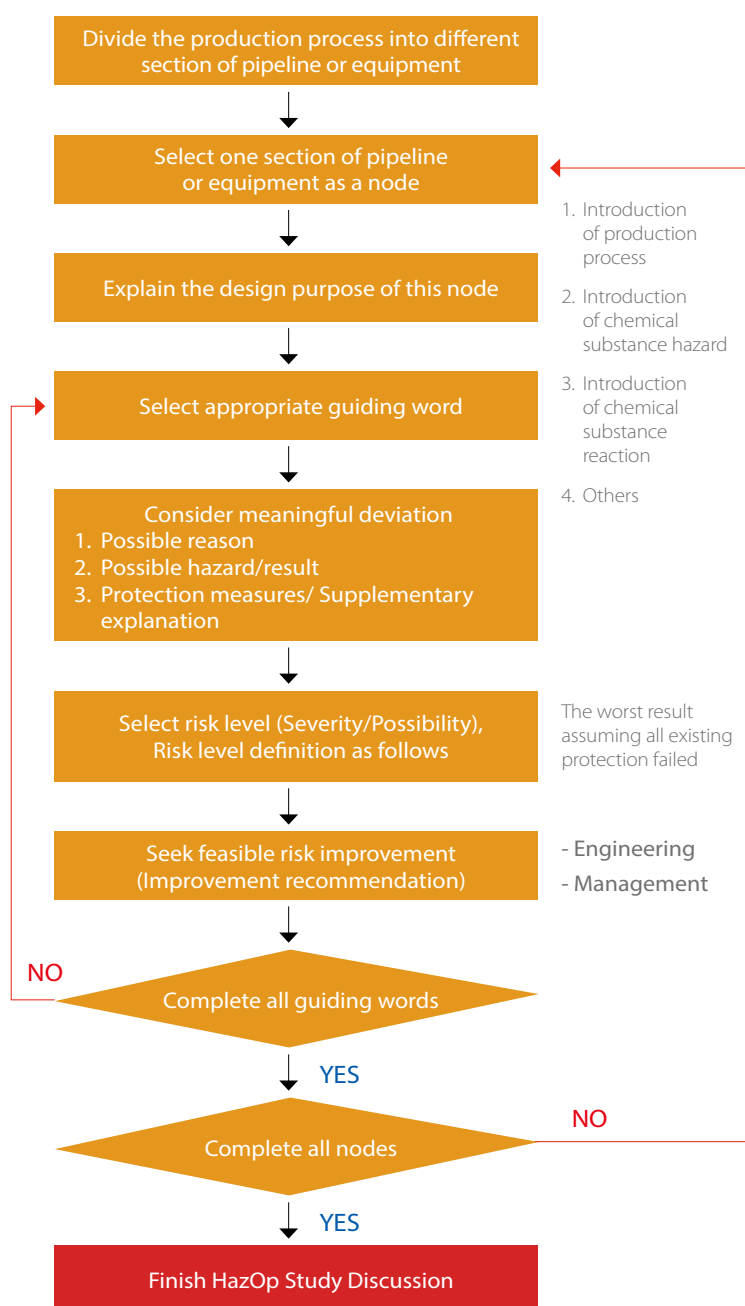 Divide the production process into different
section of pipeline or equipment
Select one section of pipeline
or equipment as a node
1. Introduction
of production
process
2. Introduction
of chemical
substance hazard
3. Introduction
of chemical
substance
reaction
4. Others
Explain the design purpose of this node
Select appropriate guiding word
Consider meaningful deviation
1. Possible reason
2. Possible hazard/result
3. Protection measures/ Supplementary
explanation
Select risk level (Severity/Possibility),
Risk level definition as follows
The worst result
assuming all existing
protection failed
Seek feasible risk improvement
(Improvement recommendation)
- Engineering
- Management
NO
Complete all guiding words
YES
Complete all nodes
NO
YES
Finish HazOp Study Discussion